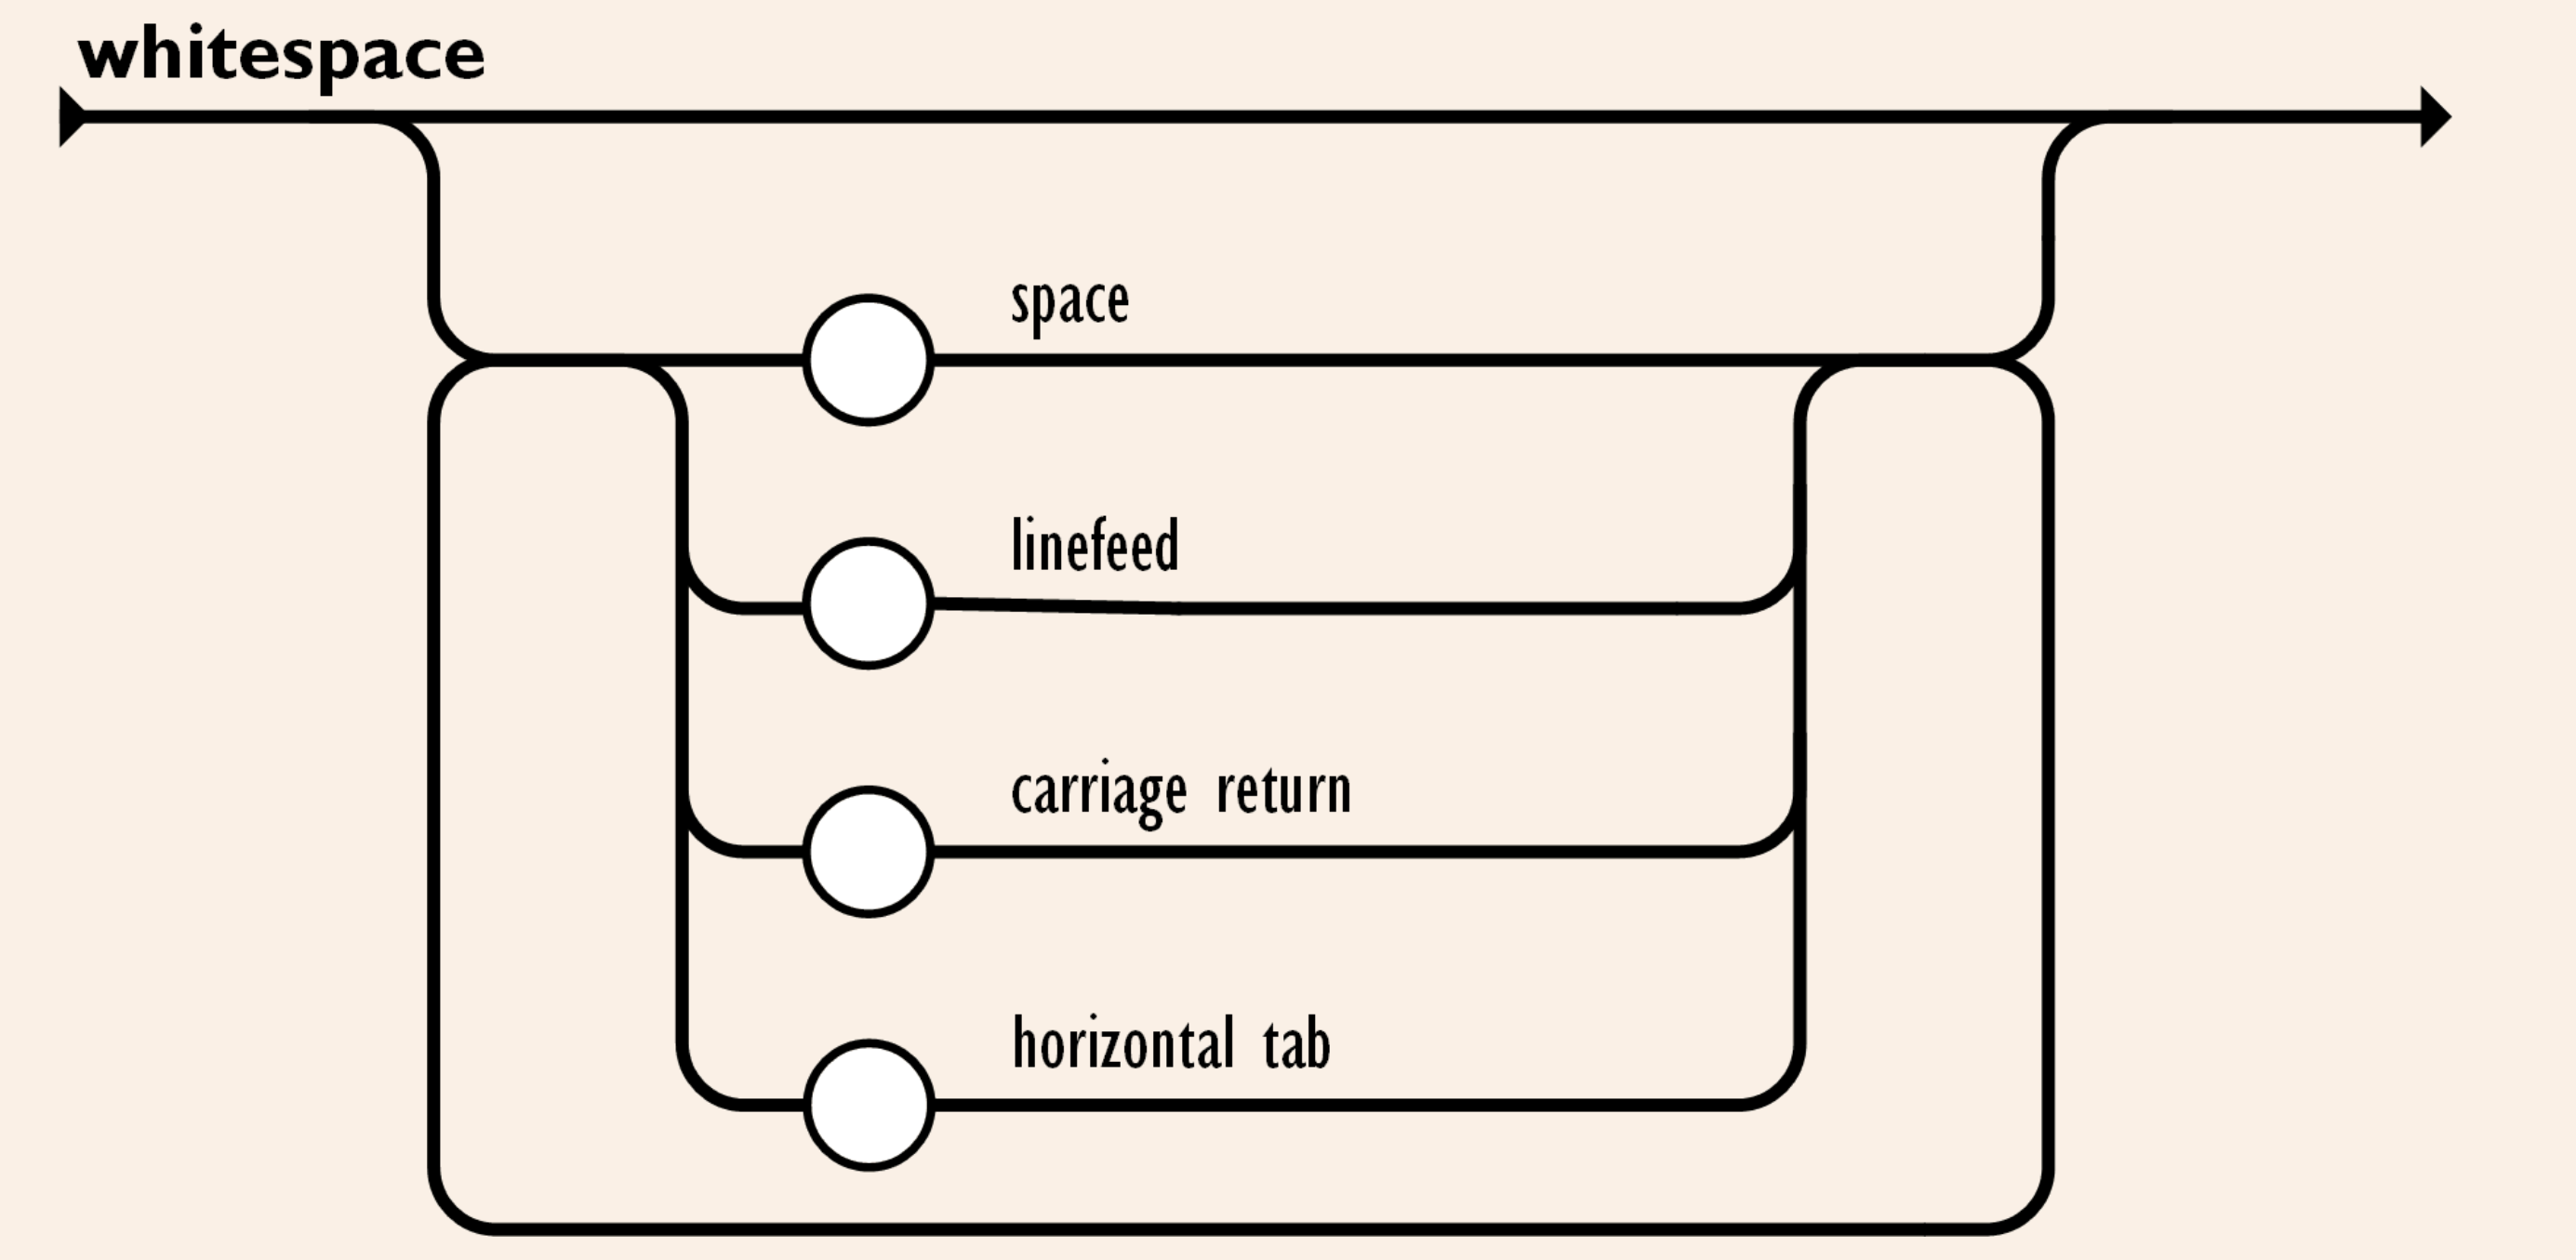 whitespace
space
linefeed
carriage return
horizontal tab